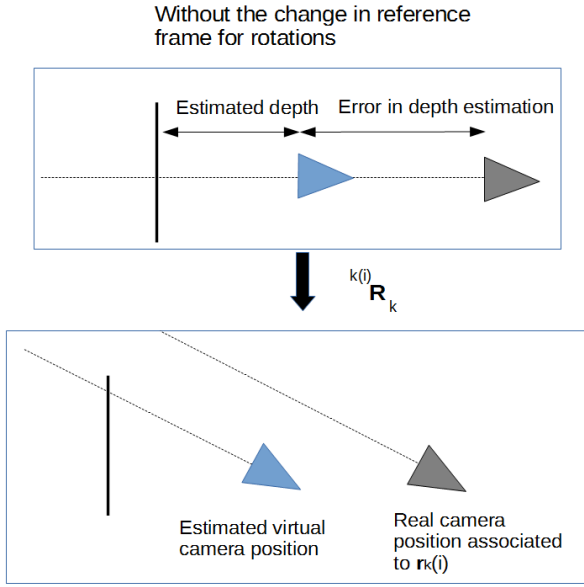 Without the change in reference
frame for rotations
Estimated depth
Error in depth estimation
k(i)
R k
Estimated virtual
camera position
Real camera
position associated
to rk(i)